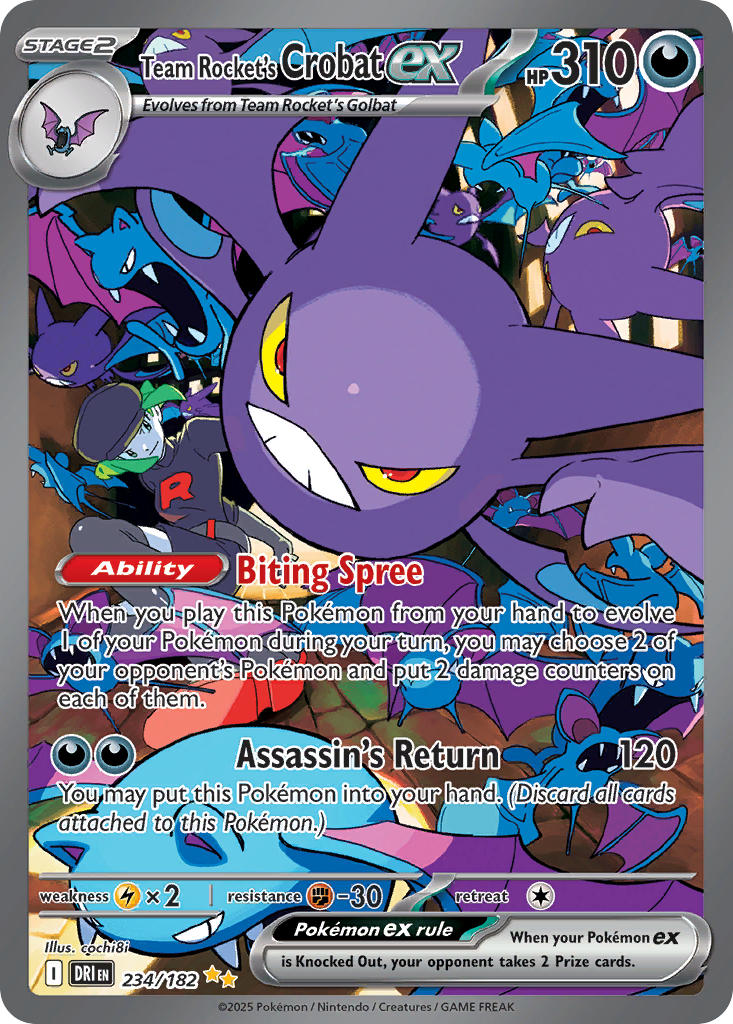 STAGE2
Team Rocket's Crobat ex
HP310
Evolves from Team Rocket's Golbat
R
Ability Biting Spree
When you play this Pokémon from your hand to evolve
1 of your Pokémon during your turn, you may choose 2 of
your opponent's Pokémon and put 2 damage counters on
each of them.
Assassin's Return 120
You may put this Pokémon into your hand. (Discard all cards
attached to this Pokémon.)
weakness ×2 resistance -30 retreat
Pokémon ex rule When your Pokémon ex
is Knocked Out, your opponent takes 2 Prize cards.
Illus. cochi8i
I DRI EN 234/182
©2025 Pokémon / Nintendo / Creatures / GAME FREAK